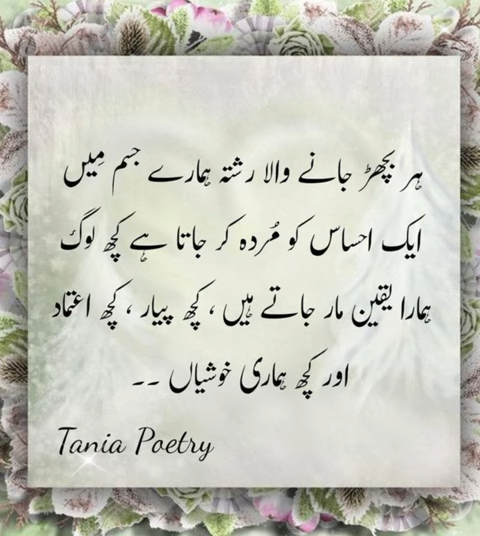 ہر بچھڑ جانے والا رشتہ ہمارے جسم مِیں
ایک احساس کو مُردہ کر جاتا ہے کچھ لوگ
ہمارا یقین مار جاتے ہیں ، کچھ پیار ، کچھ اعتماد
اور کچھ ہماری خوشیاں ۔۔
Tania Poetry